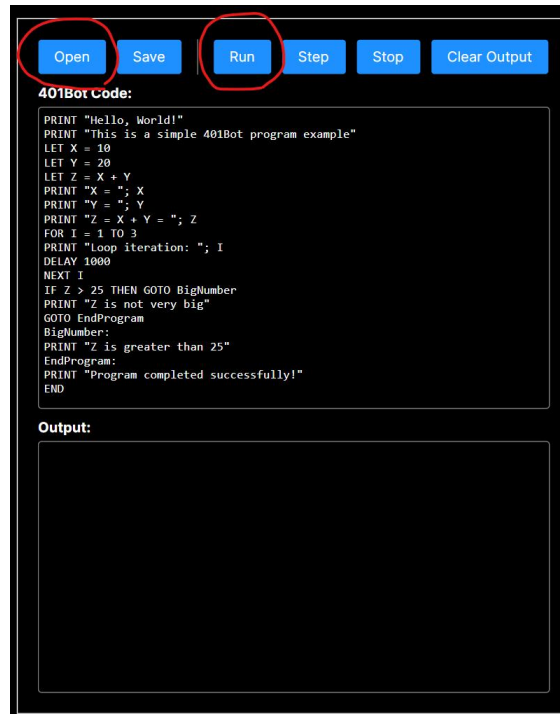 Open Save Run Step Stop Clear Output
401Bot Code:
PRINT "Hello, World!"
PRINT "This is a simple 401Bot program example"
LET X = 10
LET Y = 20
LET Z = X + Y
PRINT "X = "; X
PRINT "Y = "; Y
PRINT "Z = X + Y = "; Z
FOR I = 1 TO 3
PRINT "Loop iteration: "; I
DELAY 1000
NEXT I
IF Z > 25 THEN GOTO BigNumber
PRINT "Z is not very big"
GOTO EndProgram
BigNumber:
PRINT "Z is greater than 25"
EndProgram:
PRINT "Program completed successfully!"
END
Output: